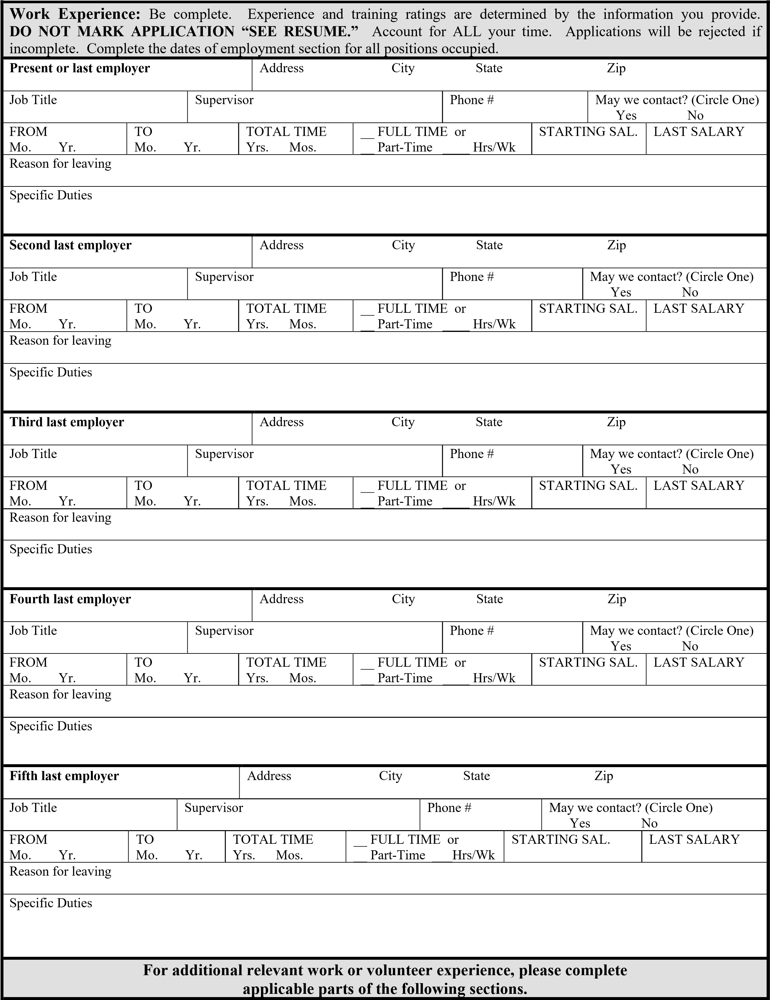 Work Experience: Be complete. Experience and training ratings are determined by the information you provide.
DO NOT MARK APPLICATION “SEE RESUME.” Account for ALL your time. Applications will be rejected if
incomplete. Complete the dates of employment section for all positions occupied.
Present or last employer Address City State Zip
Job Title Supervisor Phone # May we contact? (Circle One)
Yes No
FROM TO TOTAL TIME __ FULL TIME or STARTING SAL. LAST SALARY
Mo. Yr. Mo. Yr. Yrs. Mos. __ Part-Time ____ Hrs/Wk
Reason for leaving
Specific Duties
Second last employer Address City State Zip
Job Title Supervisor Phone # May we contact? (Circle One)
Yes No
FROM TO TOTAL TIME __ FULL TIME or STARTING SAL. LAST SALARY
Mo. Yr. Mo. Yr. Yrs. Mos. __ Part-Time ____ Hrs/Wk
Reason for leaving
Specific Duties
Third last employer Address City State Zip
Job Title Supervisor Phone # May we contact? (Circle One)
Yes No
FROM TO TOTAL TIME __ FULL TIME or STARTING SAL. LAST SALARY
Mo. Yr. Mo. Yr. Yrs. Mos. __ Part-Time ____ Hrs/Wk
Reason for leaving
Specific Duties
Fourth last employer Address City State Zip
Job Title Supervisor Phone # May we contact? (Circle One)
Yes No
FROM TO TOTAL TIME __ FULL TIME or STARTING SAL. LAST SALARY
Mo. Yr. Mo. Yr. Yrs. Mos. __ Part-Time ____ Hrs/Wk
Reason for leaving
Specific Duties
Fifth last employer Address City State Zip
Job Title Supervisor Phone # May we contact? (Circle One)
Yes No
FROM TO TOTAL TIME __ FULL TIME or STARTING SAL. LAST SALARY
Mo. Yr. Mo. Yr. Yrs. Mos. __ Part-Time ___Hrs/Wk
Reason for leaving
Specific Duties
For additional relevant work or volunteer experience, please complete
applicable parts of the following sections.